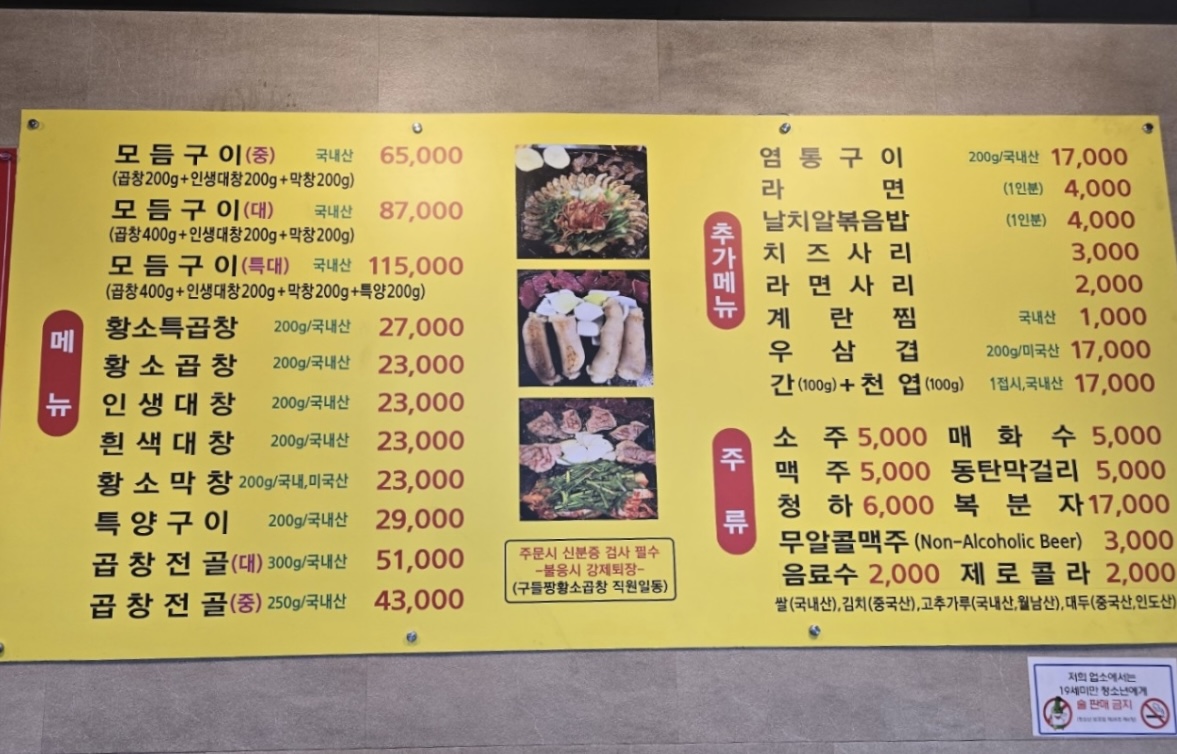 메뉴
모듬구이(중) 국내산 65,000
(곱창200g+인생대창200g+막창200g)
모듬구이(대) 국내산 87,000
(곱창400g+인생대창200g+막창200g)
모듬구이(특대) 국내산 115,000
(곱창400g+인생대창200g+막창200g+특양200g)
황소특곱창 200g/국내산 27,000
황소곱창 200g/국내산 23,000
인생대창 200g/국내산 23,000
흰색대창 200g/국내산 23,000
황소막창 200g/국내,미국산 23,000
특양구이 200g/국내산 29,000
곱창전골(대) 300g/국내산 51,000
곱창전골(중) 250g/국내산 43,000
주문시 신분증 검사 필수
-불응시 강제퇴장-
(구들짱황소곱창 직원일동)
추가메뉴
염통구이 200g/국내산 17,000
라면 (1인분) 4,000
날치알볶음밥 (1인분) 4,000
치즈사리 3,000
라면사리 2,000
계란찜 국내산 1,000
우삼겹 200g/미국산 17,000
간(100g)+천엽(100g) 1접시,국내산 17,000
주류
소주 5,000 매화수 5,000
맥주 5,000 동탄막걸리 5,000
청하 6,000 복분자 17,000
무알콜맥주 (Non-Alcoholic Beer) 3,000
음료수 2,000 제로콜라 2,000
쌀(국내산),김치(중국산),고추가루(국내산,월남산),대두(중국산,인도산)
저희 업소에서는
19세미만 청소년에게
술 판매 금지